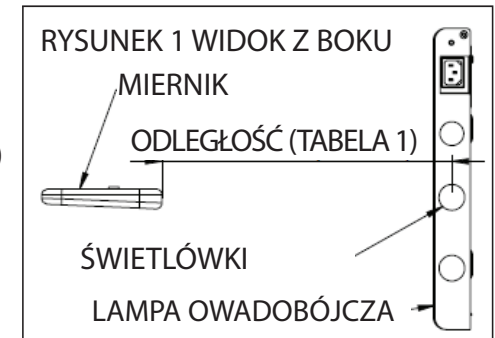 RYSUNEK 1 WIDOK Z BOKU
MIERNIK
ODLEGŁOŚĆ (TABELA 1)
ŚWIETLÓWKI
LAMPA OWADOBÓJCZA